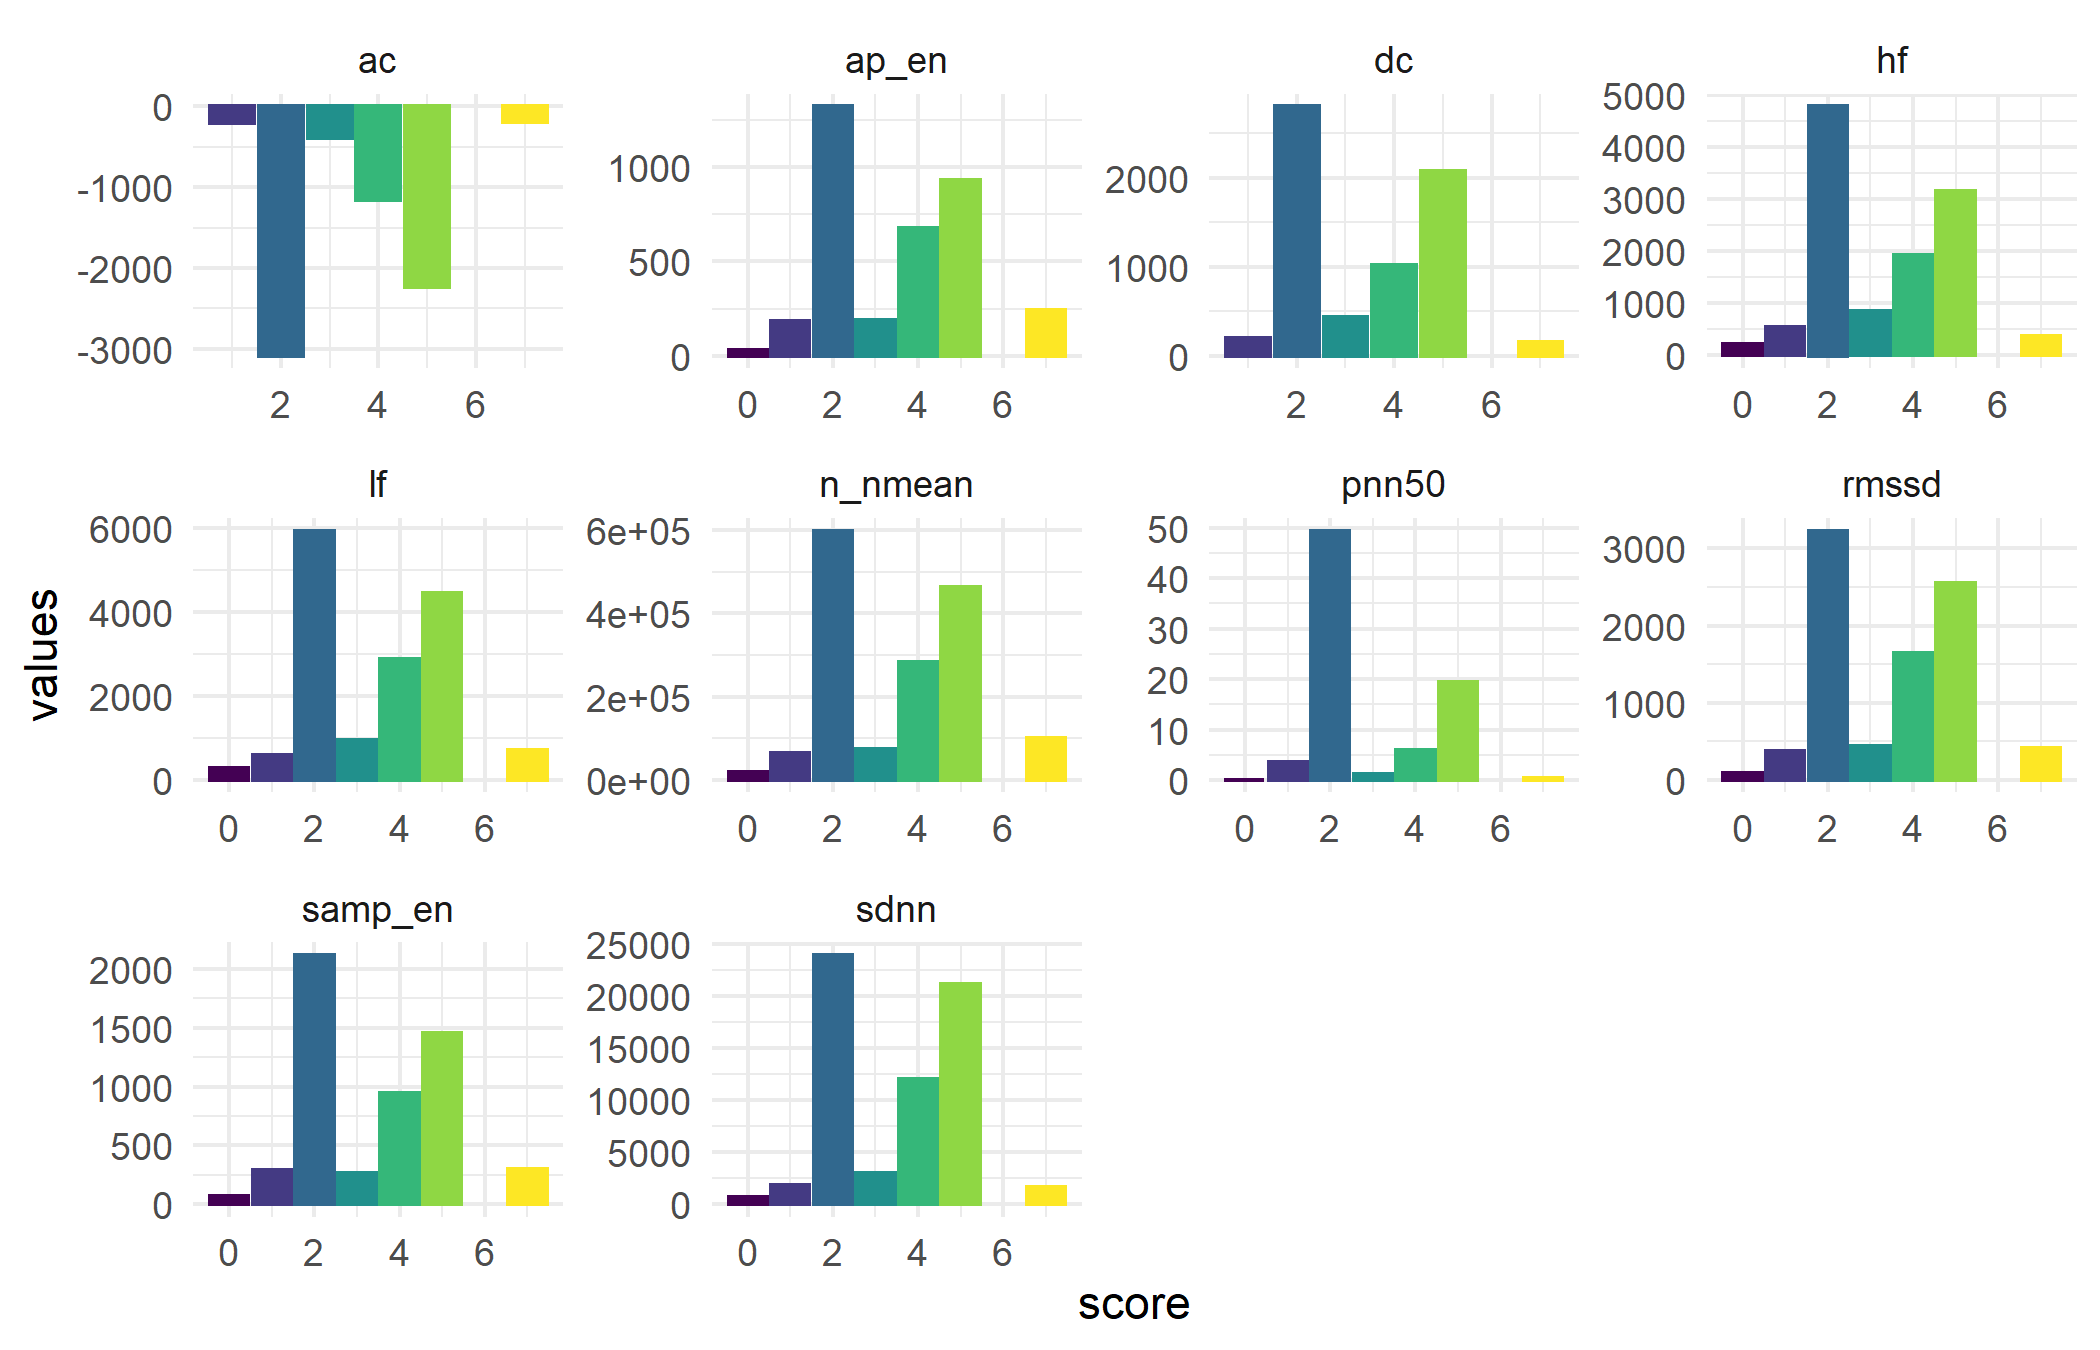 ac ap_en dc hf
0 1000 2000 5000
-1000 500 1000 4000
-2000 0 0 3000
-3000 2000
1000
0
2 4 6 0 2 4 6 2 4 6 0 2 4 6
lf n_nmean pnn50 rmssd
6000 6e+05 50 3000
4000 4e+05 40 2000
2000 2e+05 30 1000
0 0e+00 20 0
10
0
0 2 4 6 0 2 4 6 0 2 4 6 0 2 4 6
values
samp_en sdnn
2000 25000
1500 20000
1000 15000
500 10000
0 5000
0
0 2 4 6 0 2 4 6
score